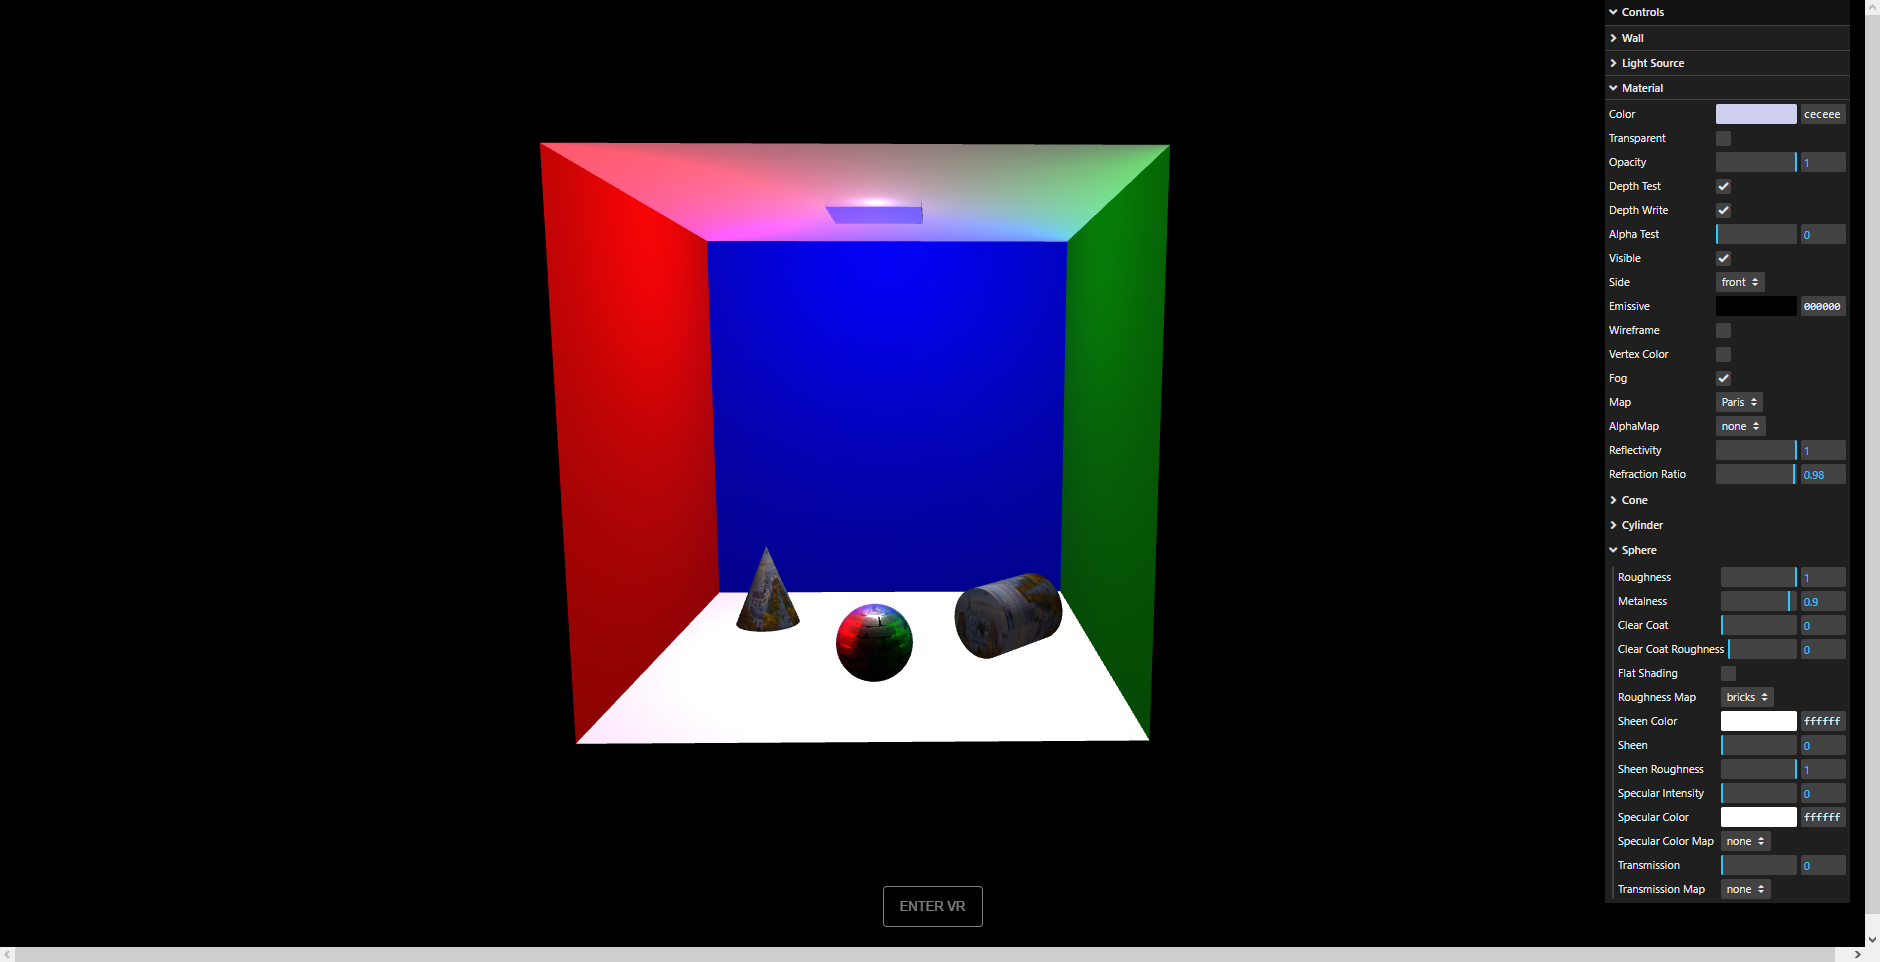 Controls
Wall
Light Source
Material
Color ceceee
Transparent
Opacity 1
Depth Test
Depth Write
Alpha Test 0
Visible
Side front
Emissive 000000
Wireframe
Vertex Color
Fog
Map Paris
AlphaMap none
Reflectivity 1
Refraction Ratio 0.98
Cone
Cylinder
Sphere
Roughness 1
Metalness 0.9
Clear Coat 0
Clear Coat Roughness 0
Flat Shading
Roughness Map bricks
Sheen Color ffffff
Sheen 0
Sheen Roughness 1
Specular Intensity 0
Specular Color ffffff
Specular Color Map none
Transmission 0
Transmission Map none
ENTER VR